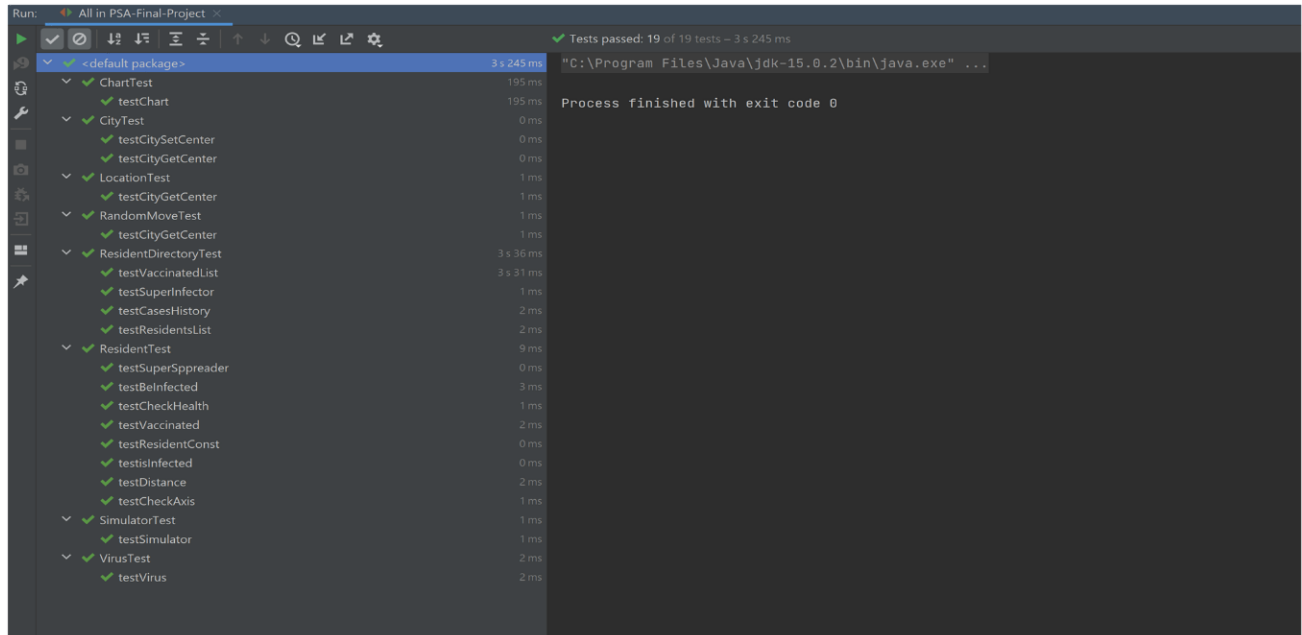 Run: All in PSA-Final-Project
Tests passed: 19 of 19 tests – 3 s 245 ms
<default package> 3 s 245 ms
"C:\Program Files\Java\jdk-15.0.2\bin\java.exe" ...
ChartTest 195 ms
testChart 195 ms
Process finished with exit code 0
CityTest 0 ms
testCitySetCenter 0 ms
testCityGetCenter 0 ms
LocationTest 1 ms
testCityGetCenter 1 ms
RandomMoveTest 1 ms
testCityGetCenter 1 ms
ResidentDirectoryTest 3 s 36 ms
testVaccinatedList 3 s 31 ms
testSuperInfector 1 ms
testCasesHistory 2 ms
testResidentsList 2 ms
ResidentTest 9 ms
testSuperSppreader 0 ms
testBeInfected 3 ms
testCheckHealth 1 ms
testVaccinated 2 ms
testResidentConst 0 ms
testisInfected 0 ms
testDistance 2 ms
testCheckAxis 1 ms
SimulatorTest 1 ms
testSimulator 1 ms
VirusTest 2 ms
testVirus 2 ms